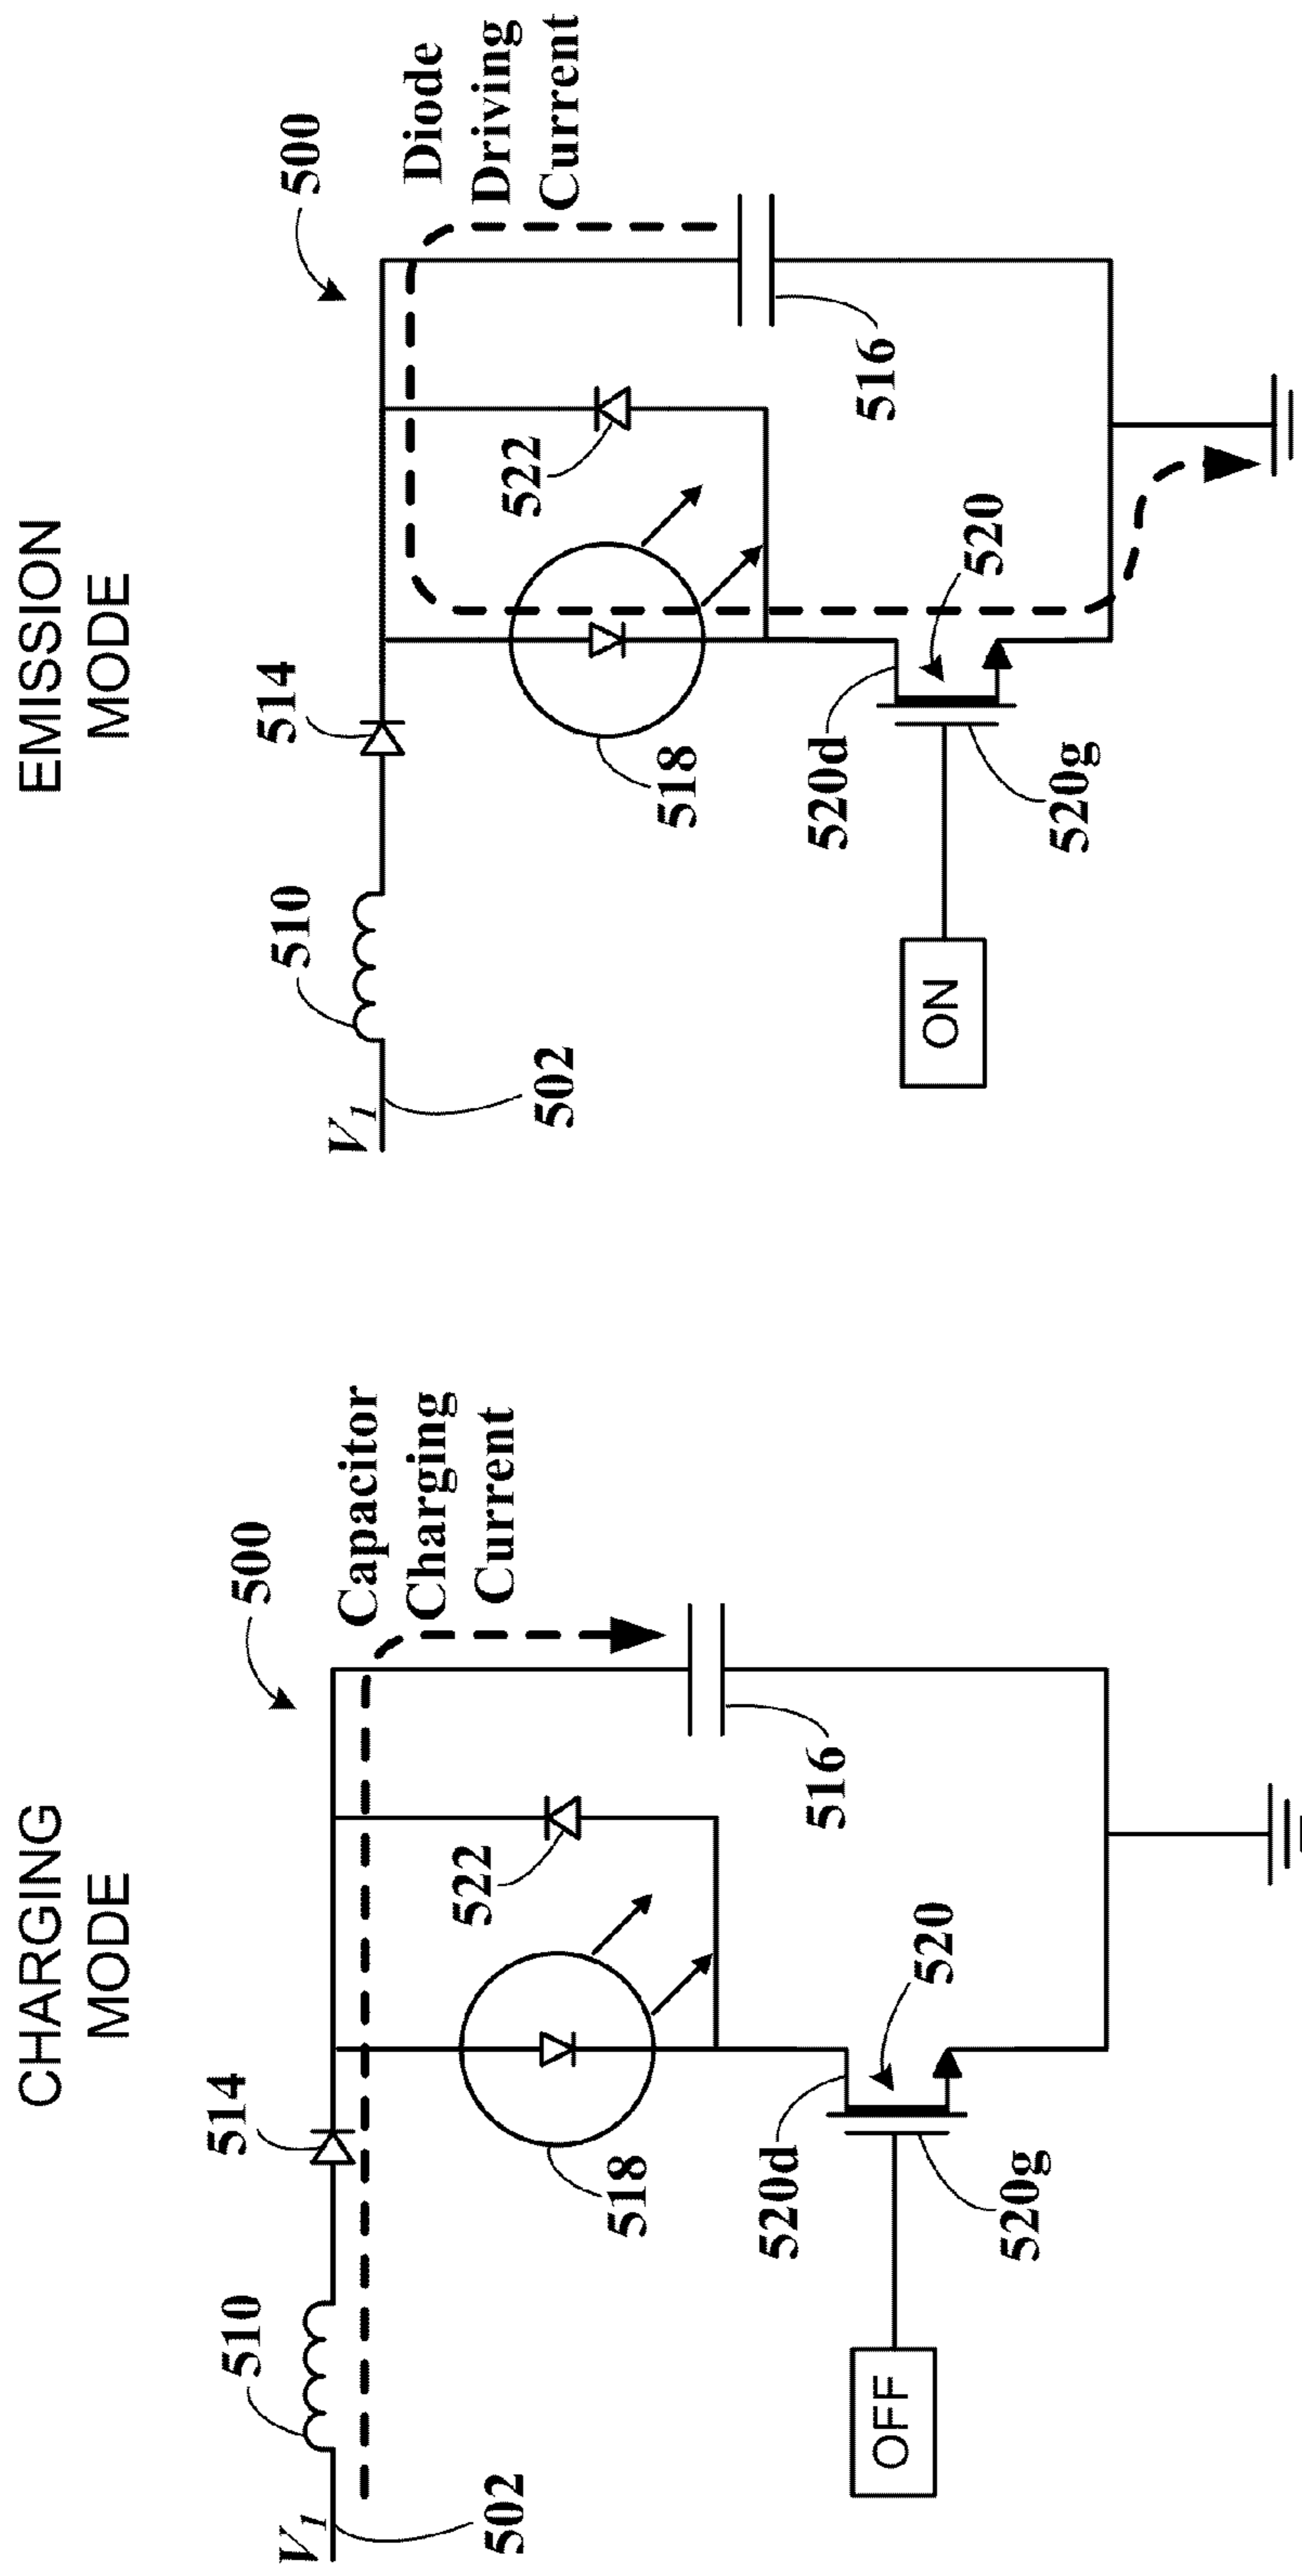 CHARGING
MODE
500
Capacitor
Charging
Current
514
510
V1
502
522
518
516
520
520d
520g
OFF
EMISSION
MODE
500
Diode
Driving
Current
514
510
V1
502
522
518
516
520
520d
520g
ON